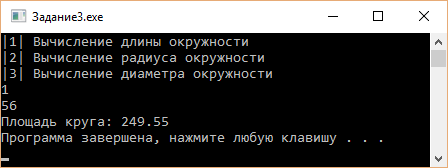 Задание3.exe
|1| Вычисление длины окружности
|2| Вычисление радиуса окружности
|3| Вычисление диаметра окружности
1
56
Площадь круга: 249.55
Программа завершена, нажмите любую клавишу . . .